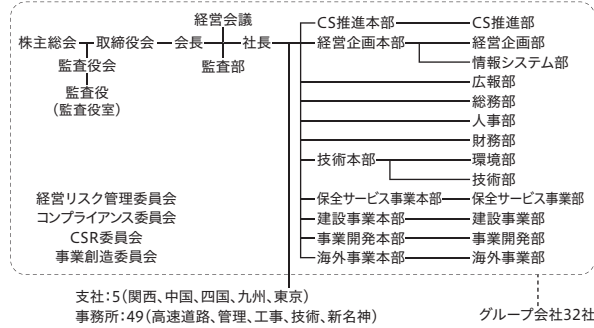 経営会議
株主総会 取締役会 会長 社長
監査役会 監査部
監査役
(監査役室)
CS推進本部 CS推進部
経営企画本部 経営企画部
情報システム部
広報部
総務部
人事部
財務部
技術本部 環境部
技術部
保全サービス事業本部 保全サービス事業部
建設事業本部 建設事業部
事業開発本部 事業開発部
海外事業本部 海外事業部
経営リスク管理委員会
コンプライアンス委員会
CSR委員会
事業創造委員会
支社:5(関西、中国、四国、九州、東京)
事務所:49(高速道路、管理、工事、技術、新名神)
グループ会社32社